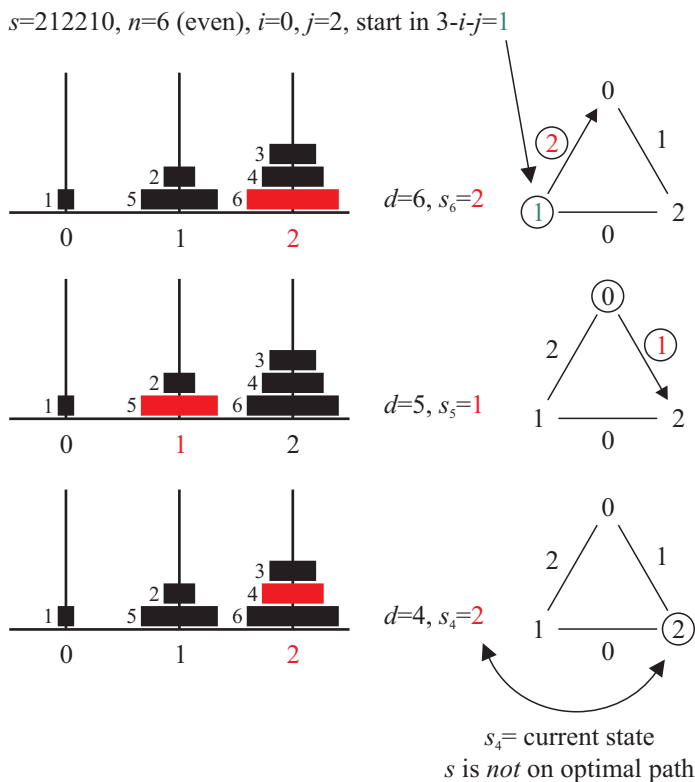 s=212210, n=6 (even), i=0, j=2, start in 3-i-j=1
0
3
2
2
1
2 4
1 5 6
d=6, s₆=2
1
0
2
0 1 2
0
3
2
1
2 4
2
1 5 6
d=5, s₅=1
1
0
2
0 1 2
0
3
2
1
2 4
1 5 6
d=4, s₄=2
1
0
2
0 1 2
s₄= current state
s is not on optimal path